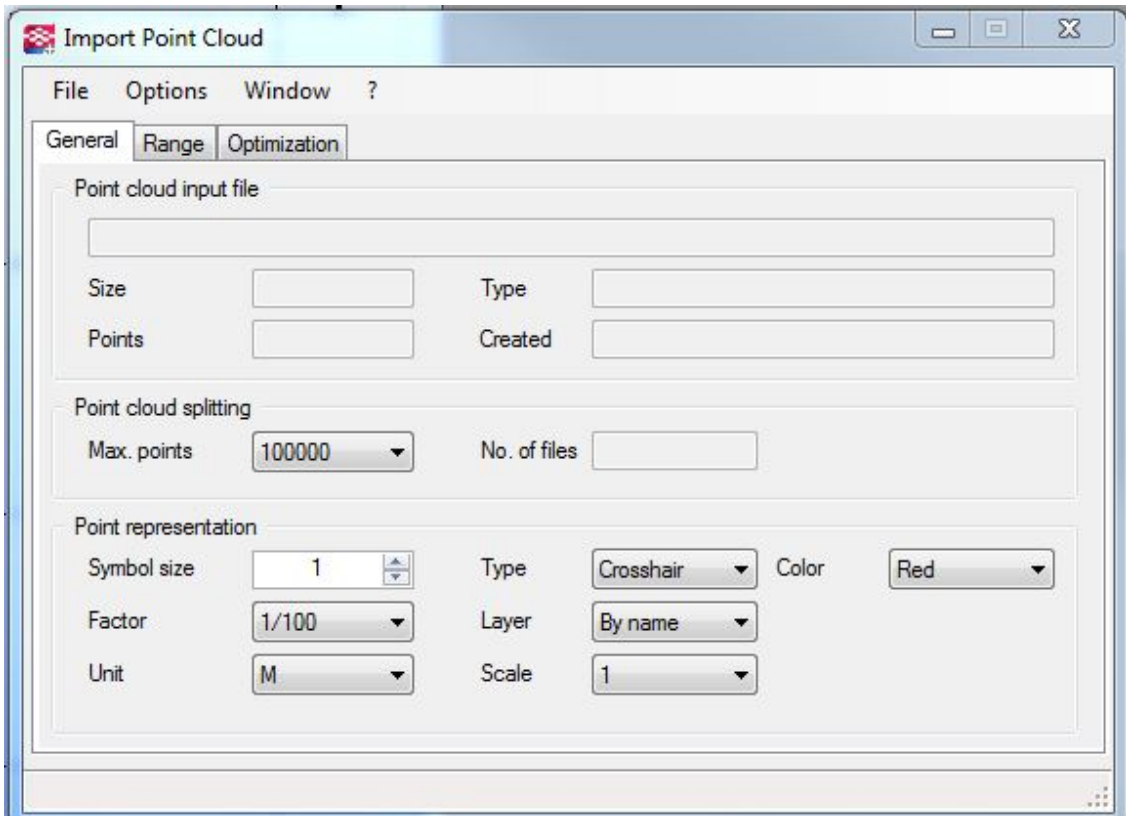 Import Point Cloud
File Options Window ?
General Range Optimization
Point cloud input file
Size Type
Points Created
Point cloud splitting
Max. points 100000 No. of files
Point representation
Symbol size 1 Type Crosshair Color Red
Factor 1/100 Layer By name
Unit M Scale 1